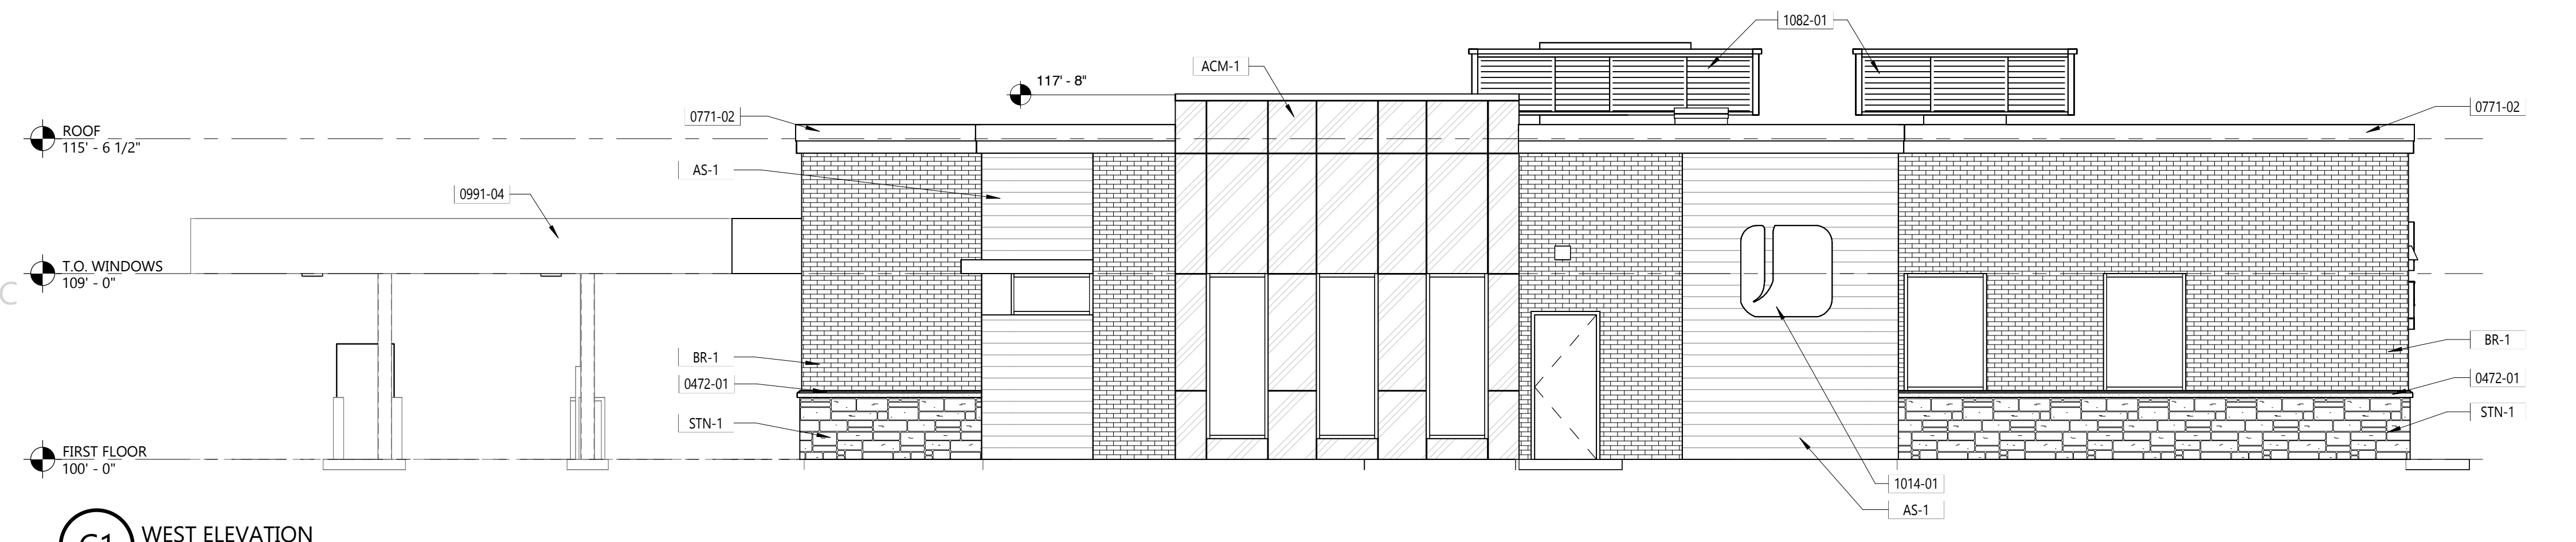 1082-01
ACM-1
117' - 8"
0771-02
0771-02
ROOF
115' - 6 1/2"
AS-1
0991-04
T.O. WINDOWS
109' - 0"
C
BR-1
BR-1
0472-01
0472-01
STN-1
STN-1
FIRST FLOOR
100' - 0"
1014-01
AS-1
WEST ELEVATION